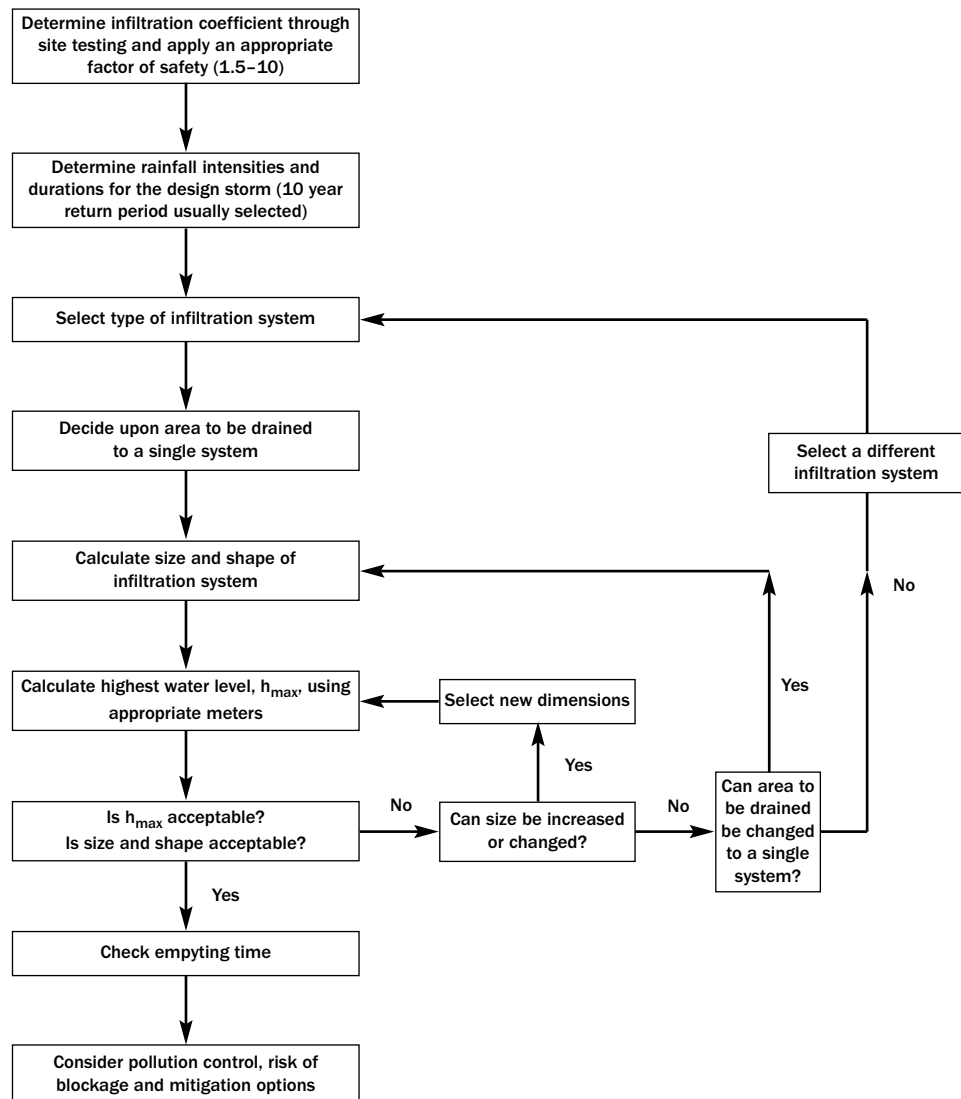 Determine infiltration coefficient through
site testing and apply an appropriate
factor of safety (1.5–10)
Determine rainfall intensities and
durations for the design storm (10 year
return period usually selected)
Select type of infiltration system
Decide upon area to be drained
to a single system
Select a different
infiltration system
Calculate size and shape of
infiltration system
No
Calculate highest water level, hmax, using
appropriate meters
Select new dimensions
Yes
Yes
Is hmax acceptable?
Is size and shape acceptable?
No
Can size be increased
or changed?
No
Can area to
be drained
be changed
to a single
system?
Yes
Check empyting time
Consider pollution control, risk of
blockage and mitigation options